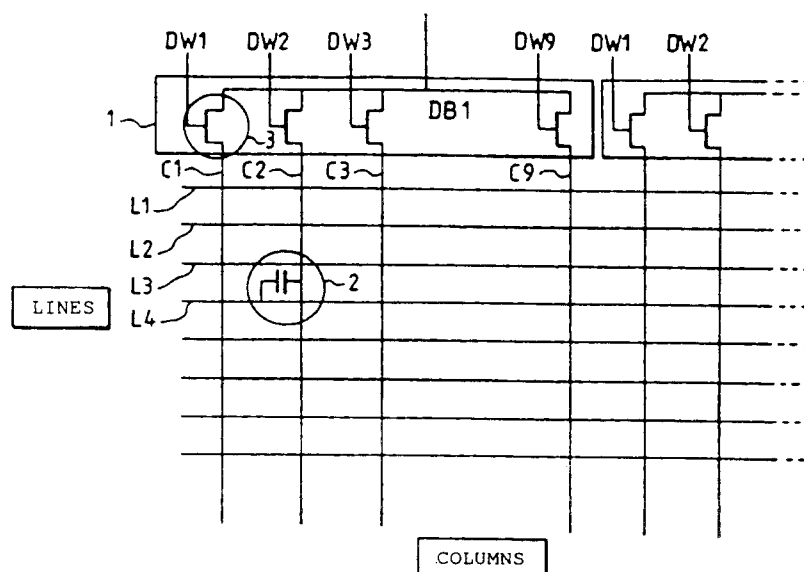 DW1 DW2 DW3 DW9 DW1 DW2
DB1
1
3
C1 C2 C3 C9
L1
L2
L3
2
LINES
L4
COLUMNS